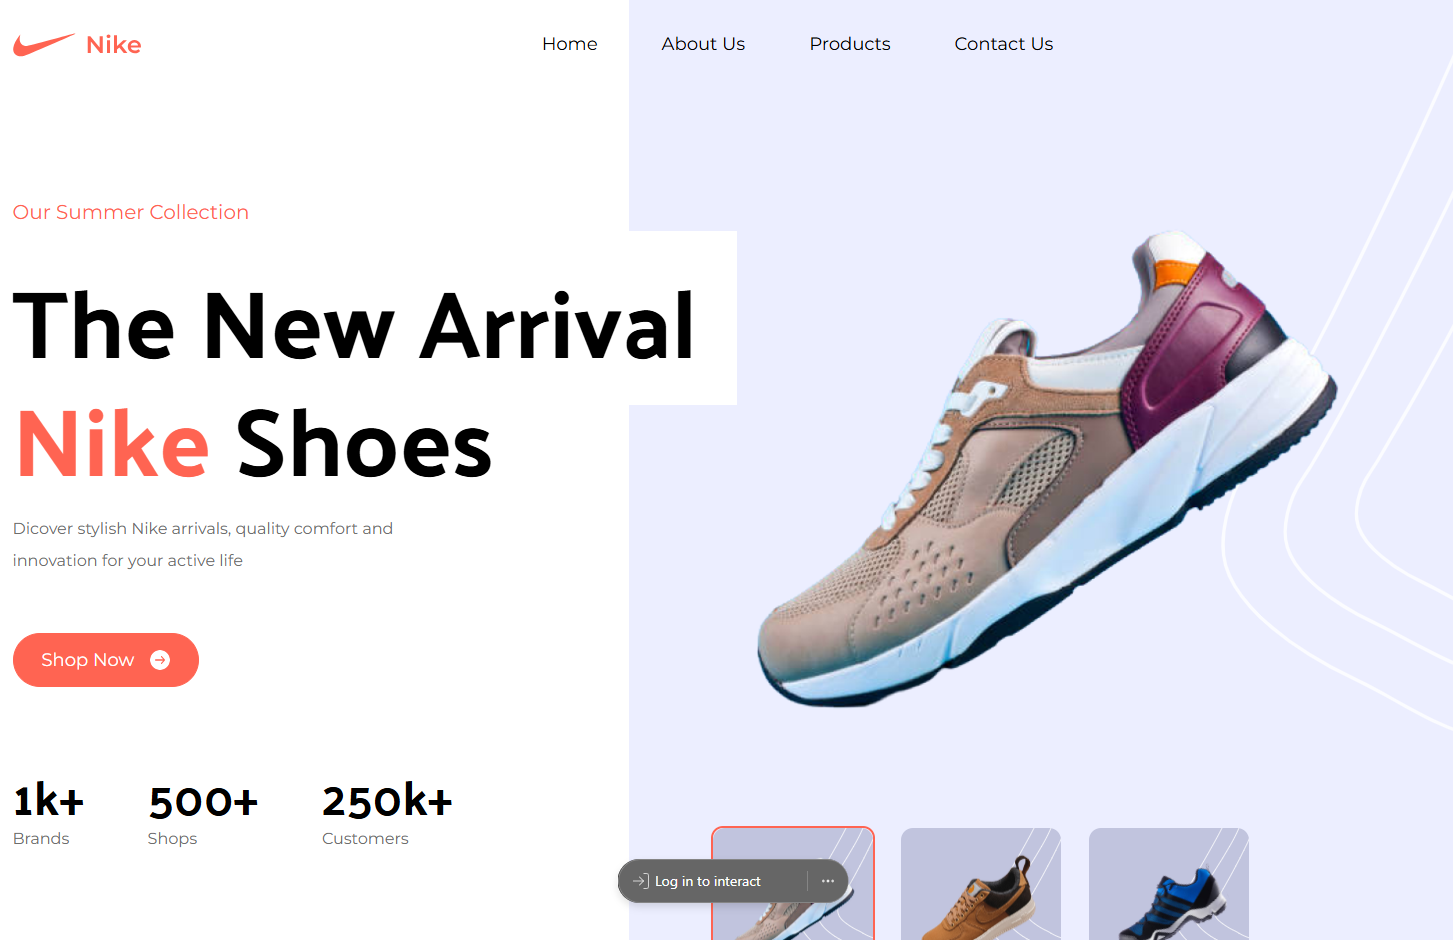 Nike
Home About Us Products Contact Us
Our Summer Collection
The New Arrival
Nike Shoes
Dicover stylish Nike arrivals, quality comfort and
innovation for your active life
Shop Now
1k+ 500+ 250k+
Brands Shops Customers
Log in to interact